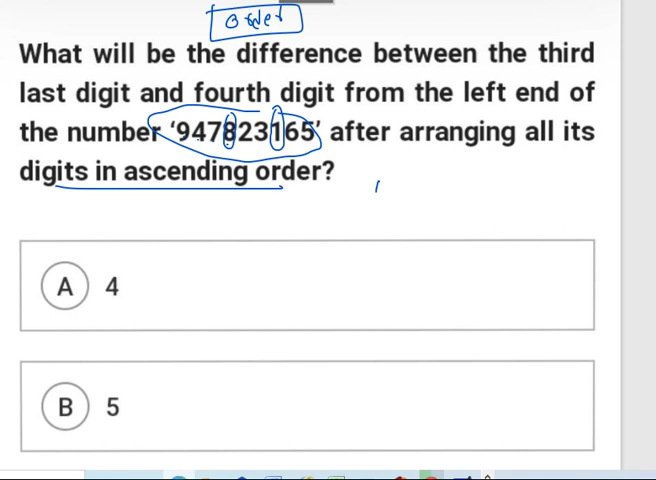 order
What will be the difference between the third
last digit and fourth digit from the left end of
the number '947823165' after arranging all its
digits in ascending order?
A 4
B 5